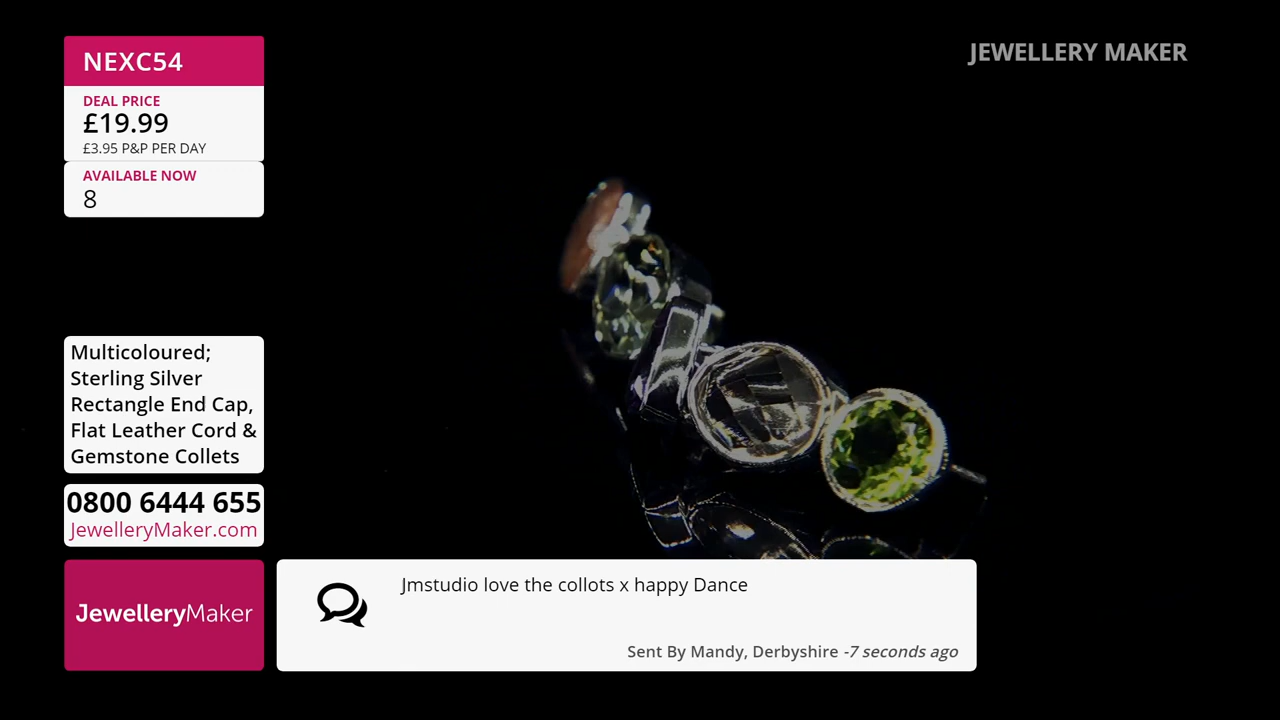 NEXC54
DEAL PRICE
£19.99
£3.95 P&P PER DAY
AVAILABLE NOW
8
JEWELLERY MAKER
Multicoloured;
Sterling Silver
Rectangle End Cap,
Flat Leather Cord &
Gemstone Collets
0800 6444 655
JewelleryMaker.com
JewelleryMaker
Jmstudio love the collots x happy Dance
Sent By Mandy, Derbyshire -7 seconds ago